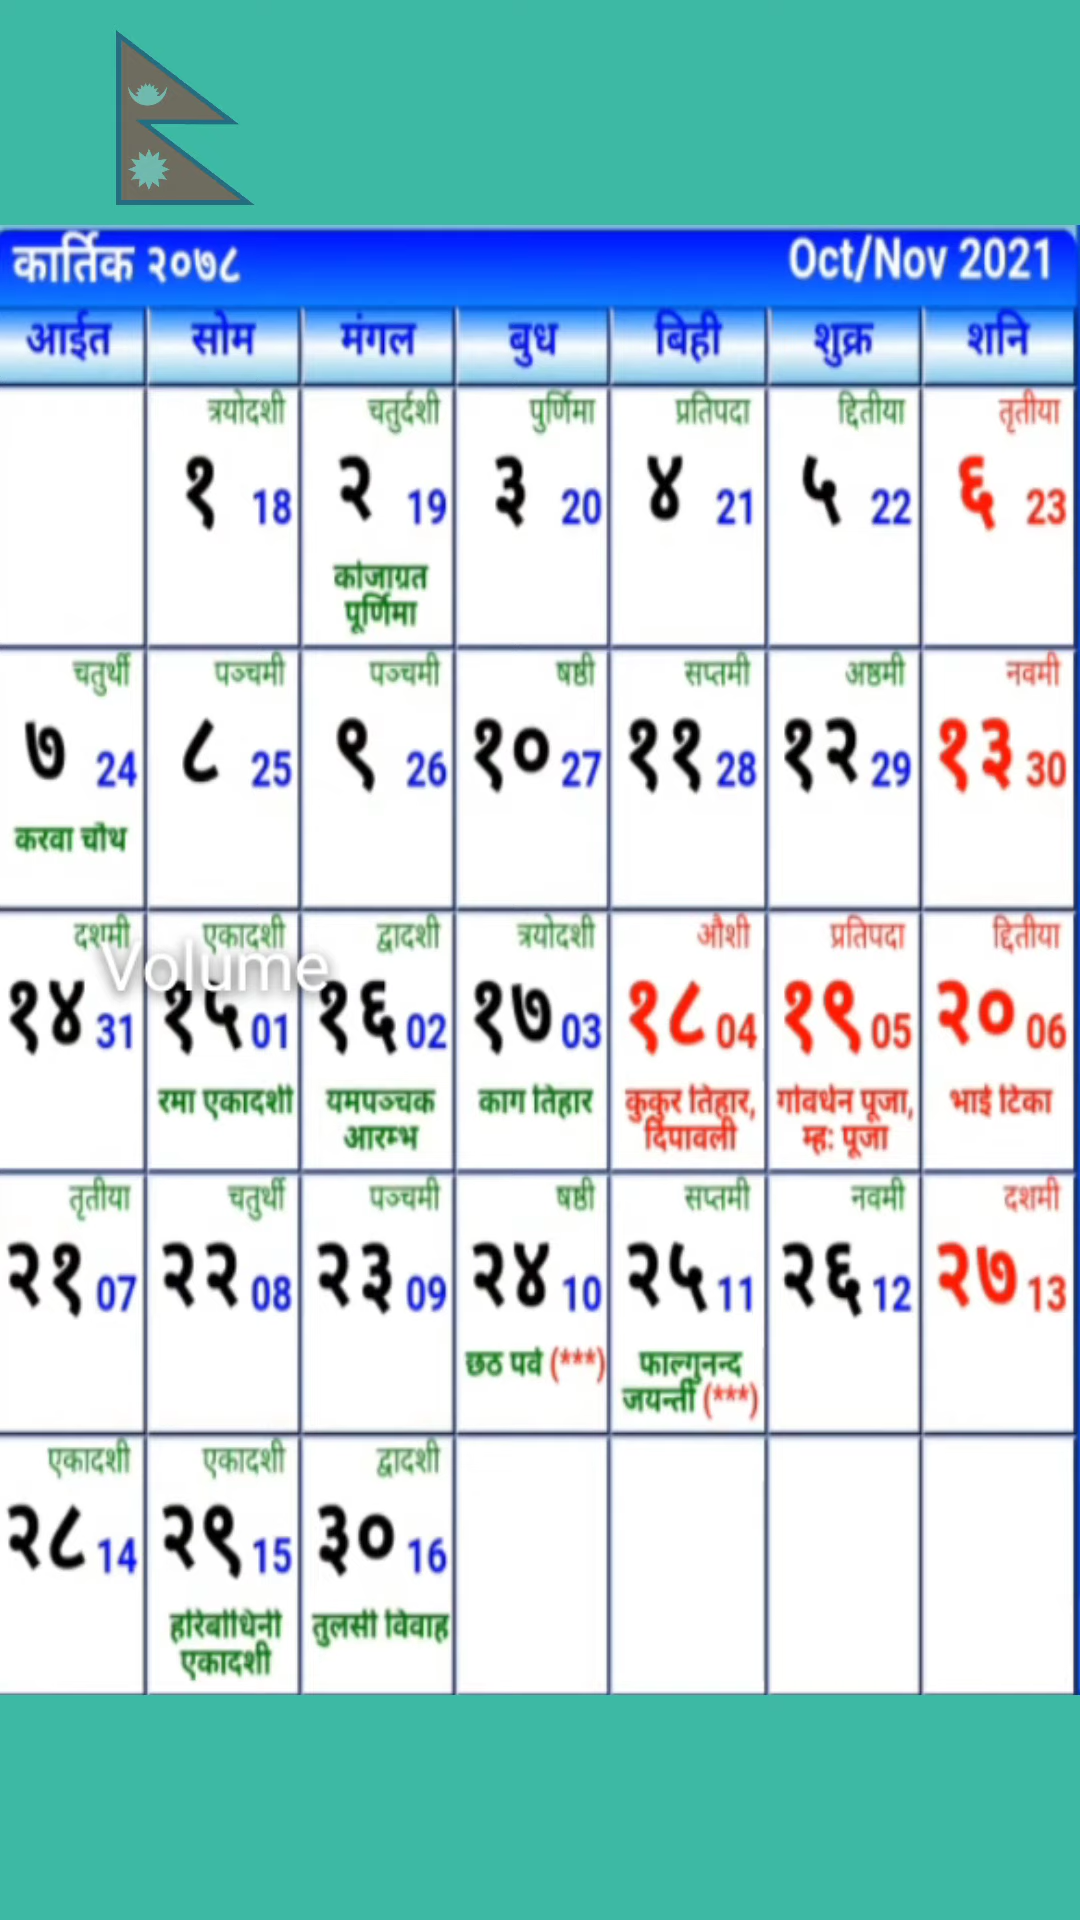 कार्तिक २०७८ Oct/Nov 2021
आईत सोम मंगल बुध बिही शुक्र शनि
त्रयोदशी चतुर्दशी पुर्णिमा प्रतिपदा द्दितीया तृतीया
१ 18 २ 19 ३ 20 ४ 21 ५ 22 ६ 23
कोजाग्रत
पूर्णिमा
चतुर्थी पञ्चमी पञ्चमी षष्ठी सप्तमी अष्ठमी नवमी
७ 24 ८ 25 ९ 26 १० 27 ११ 28 १२ 29 १३ 30
करवा चौथ
दशमी एकादशी द्वादशी त्रयोदशी औशी प्रतिपदा द्दितीया
Volume
१४ 31 १५ 01 १६ 02 १७ 03 १८ 04 १९ 05 २० 06
रमा एकादशी यमपञ्चक काग तिहार कुकुर तिहार, गोवर्धन पूजा, भाई टिका
आरम्भ दिपावली म्ह: पूजा
तृतीया चतुर्थी पञ्चमी षष्ठी सप्तमी नवमी दशमी
२१ 07 २२ 08 २३ 09 २४ 10 २५ 11 २६ 12 २७ 13
छठ पर्व (***) फाल्गुनन्द
जयन्ती (***)
एकादशी एकादशी द्वादशी
२८ 14 २९ 15 ३० 16
हरिबोधिनी तुलसी विवाह
एकादशी